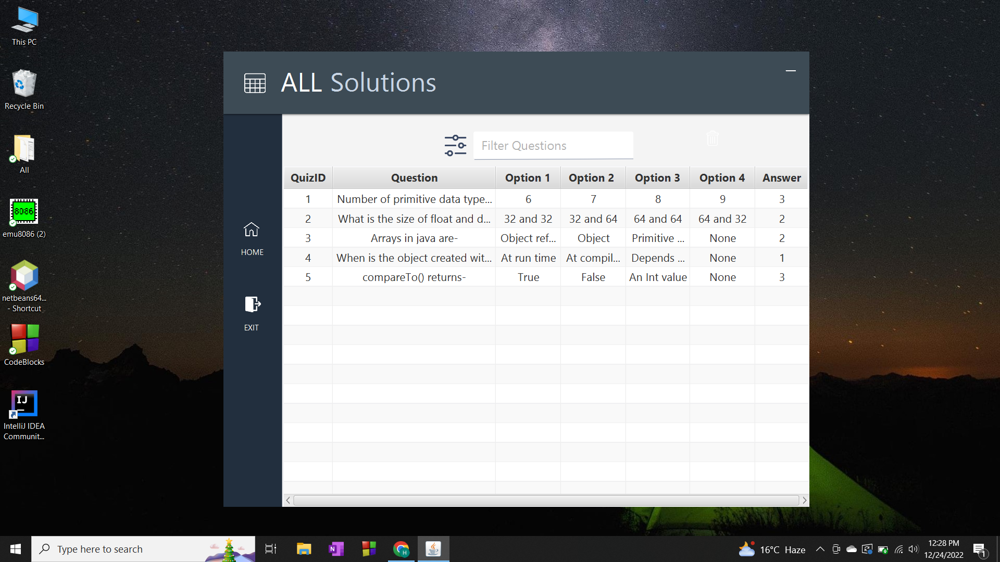 This PC
Recycle Bin
All
8086
emu8086 (2)
netbeans64...
- Shortcut
CodeBlocks
IJ
IntelliJ IDEA
Communit...
ALL Solutions
HOME
EXIT
Filter Questions
QuizID Question Option 1 Option 2 Option 3 Option 4 Answer
1 Number of primitive data type... 6 7 8 9 3
2 What is the size of float and d... 32 and 32 32 and 64 64 and 64 64 and 32 2
3 Arrays in java are- Object ref... Object Primitive ... None 2
4 When is the object created wit... At run time At compil... Depends ... None 1
5 compareTo() returns- True False An Int value None 3
Type here to search
N
H
16°C Haze
12:28 PM
12/24/2022
1